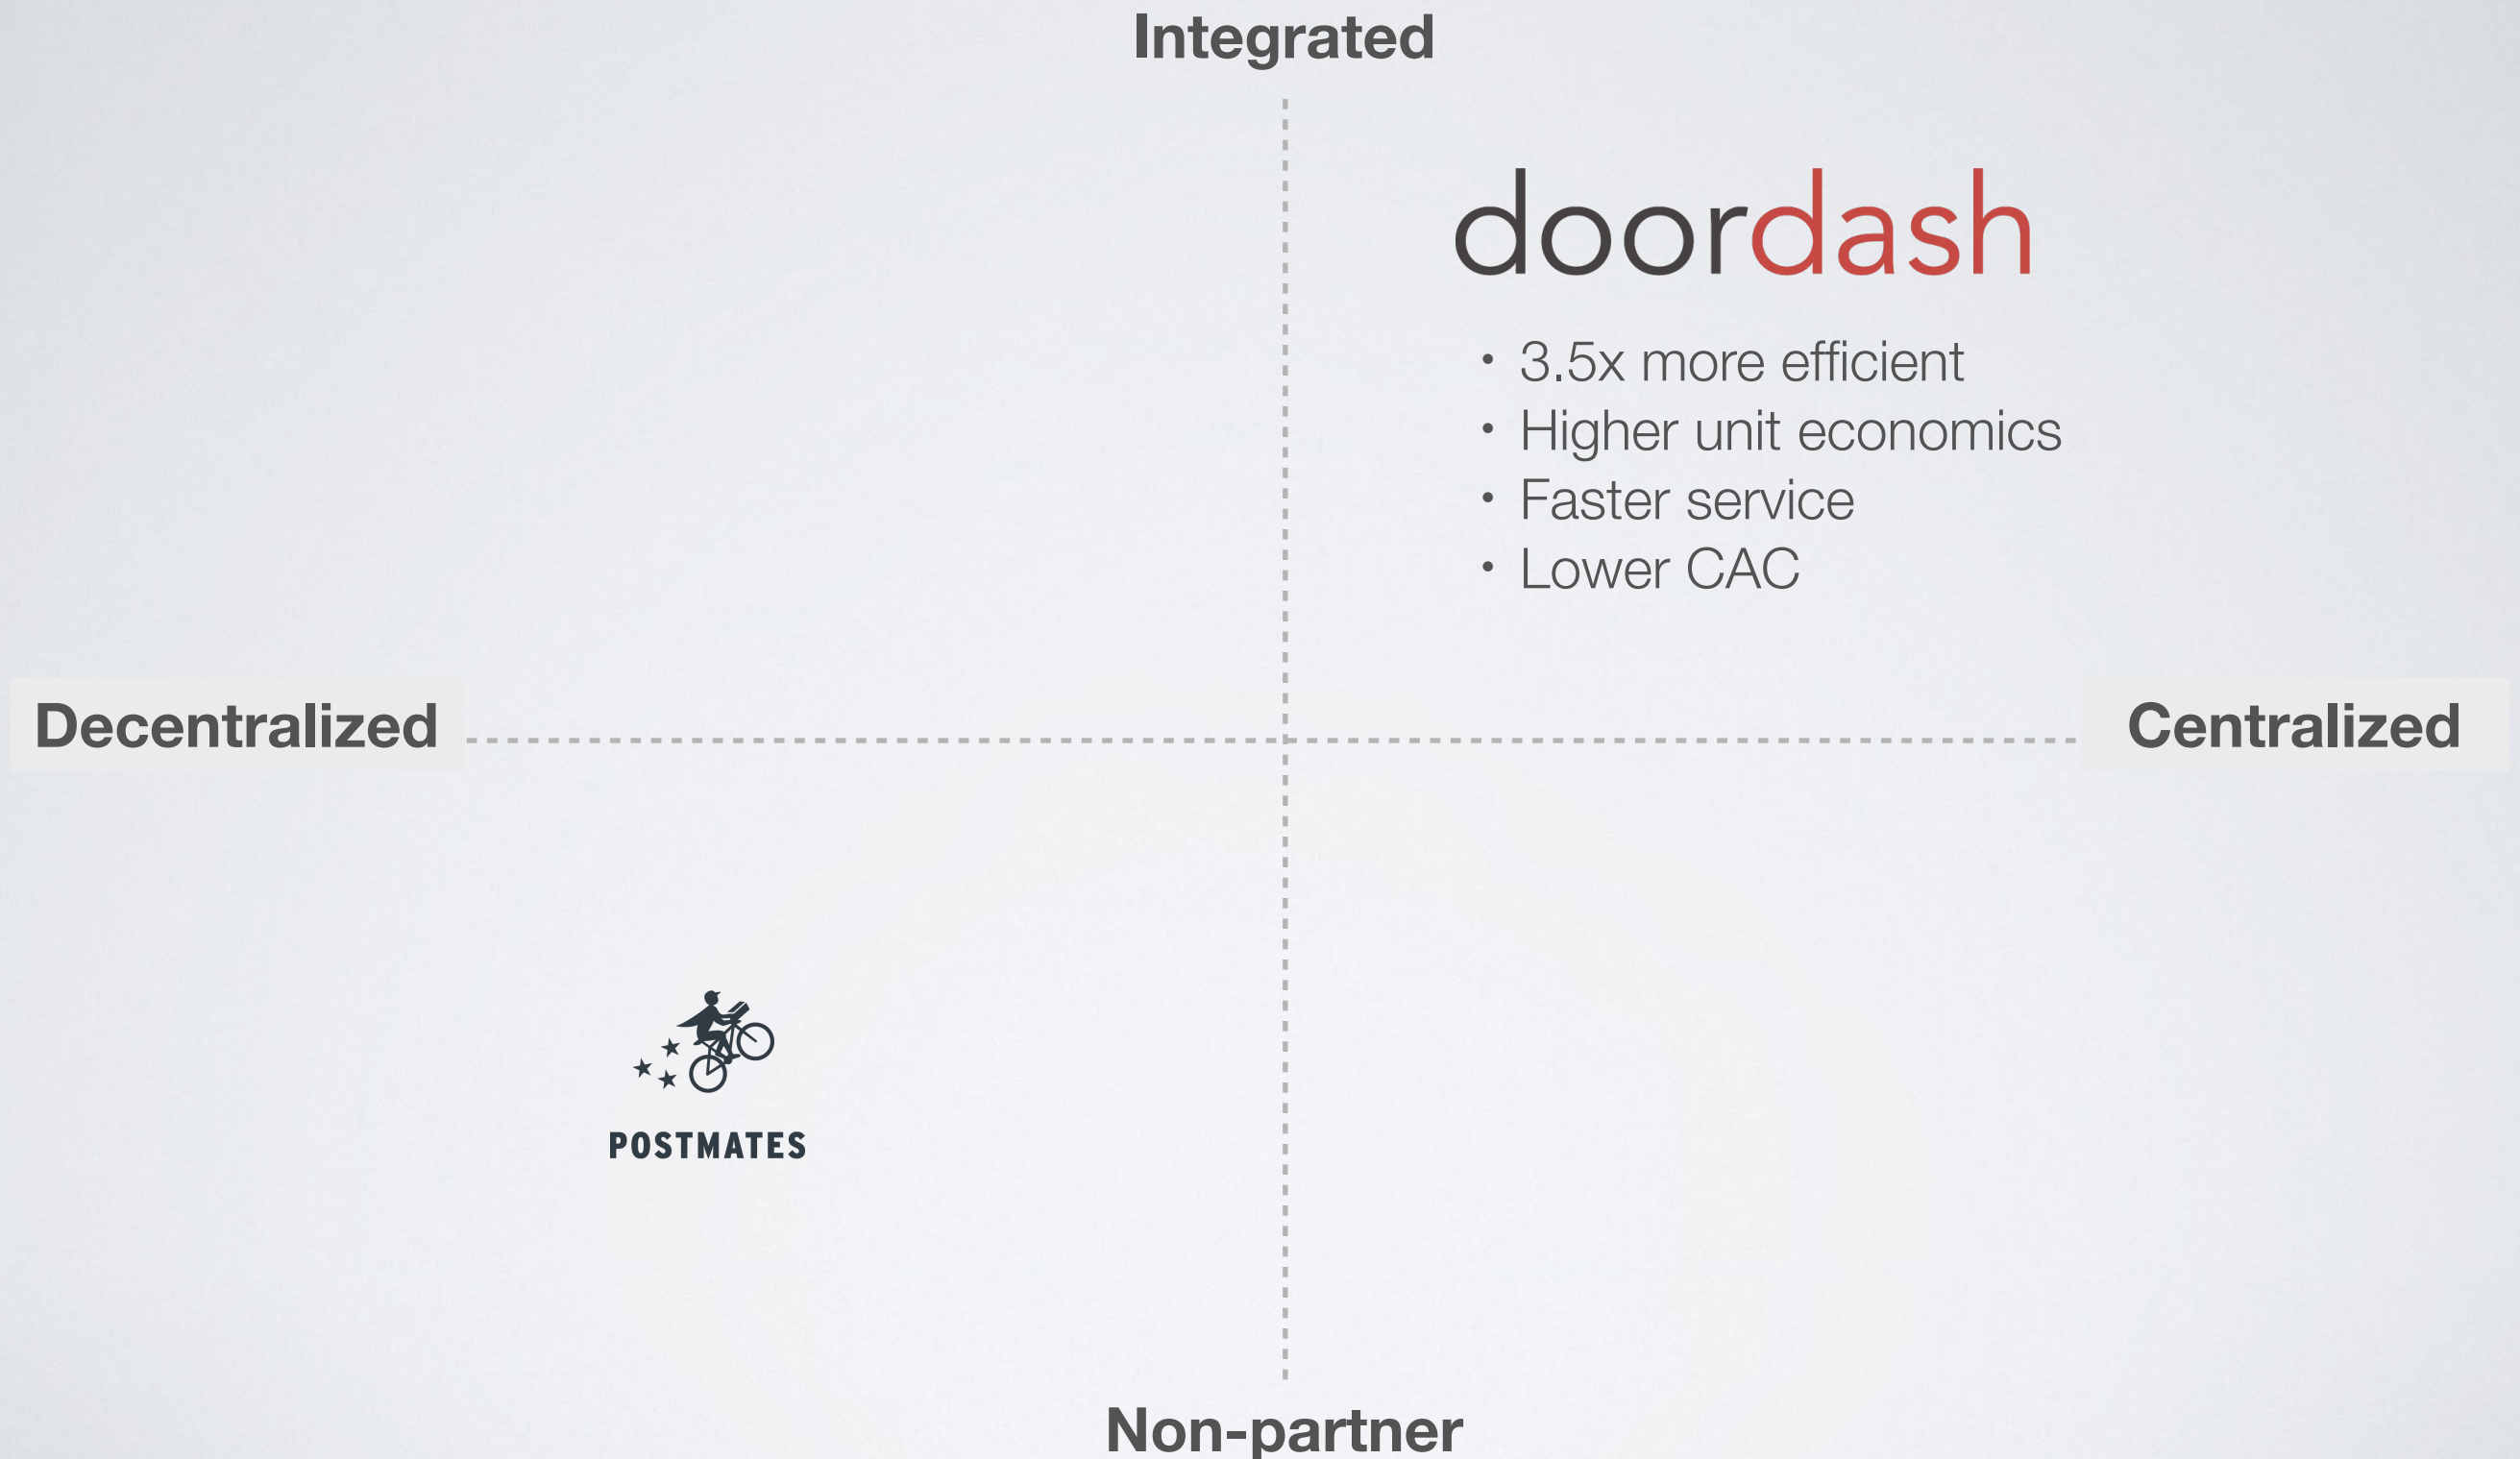 Integrated
doordash
• 3.5x more efficient
• Higher unit economics
• Faster service
• Lower CAC
Decentralized
Centralized
POSTMATES
Non-partner